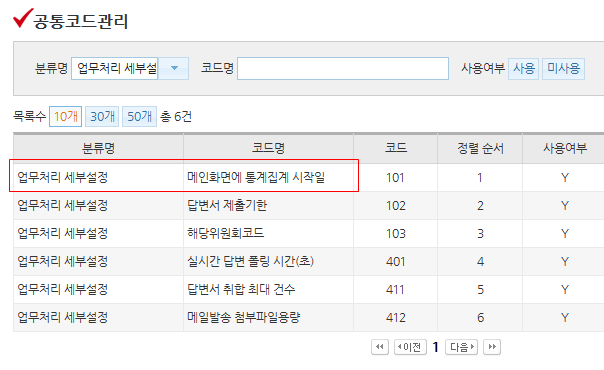 공통코드관리
분류명 업무처리 세부설 코드명 사용여부 사용 미사용
목록수 10개 30개 50개 총 6건
분류명 코드명 코드 정렬 순서 사용여부
업무처리 세부설정 메인화면에 통계집계 시작일 101 1 Y
업무처리 세부설정 답변서 제출기한 102 2 Y
업무처리 세부설정 해당위원회코드 103 3 Y
업무처리 세부설정 실시간 답변 폴링 시간(초) 401 4 Y
업무처리 세부설정 답변서 취합 최대 건수 411 5 Y
업무처리 세부설정 메일발송 첨부파일용량 412 6 Y
이전 1 다음